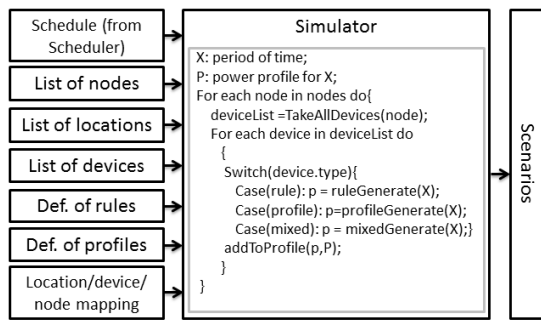 Schedule (from
Scheduler)
List of nodes
List of locations
List of devices
Def. of rules
Def. of profiles
Location/device/
node mapping
Simulator
X: period of time;
P: power profile for X;
For each node in nodes do{
deviceList =TakeAllDevices(node);
For each device in deviceList do
{
Switch(device.type){
Case(rule): p = ruleGenerate(X);
Case(profile): p=profileGenerate(X);
Case(mixed): p = mixedGenerate(X);}
addToProfile(p,P);
}
}
Scenarios